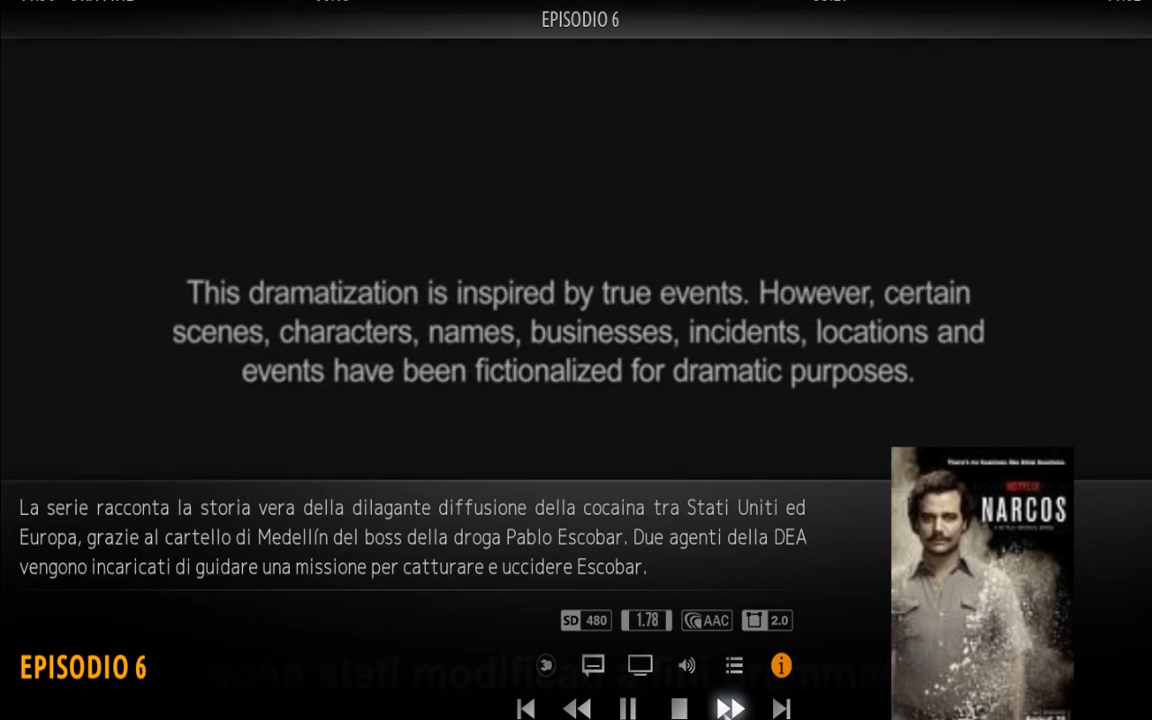 EPISODIO 6
This dramatization is inspired by true events. However, certain
scenes, characters, names, businesses, incidents, locations and
events have been fictionalized for dramatic purposes.
La serie racconta la storia vera della dilagante diffusione della cocaina tra Stati Uniti ed
Europa, grazie al cartello di Medellín del boss della droga Pablo Escobar. Due agenti della DEA
vengono incaricati di guidare una missione per catturare e uccidere Escobar.
NETFLIX
NARCOS
SD 480 1.78 AAC 2.0
EPISODIO 6
sono stati modificati